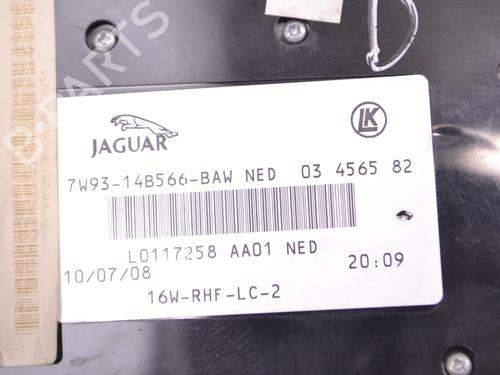 B-PARTS
JAGUAR
LK
7W93-14B566-BAW NED 03 4565 82
L0117258 AA01 NED
10/07/08 20:09
16W-RHF-LC-2